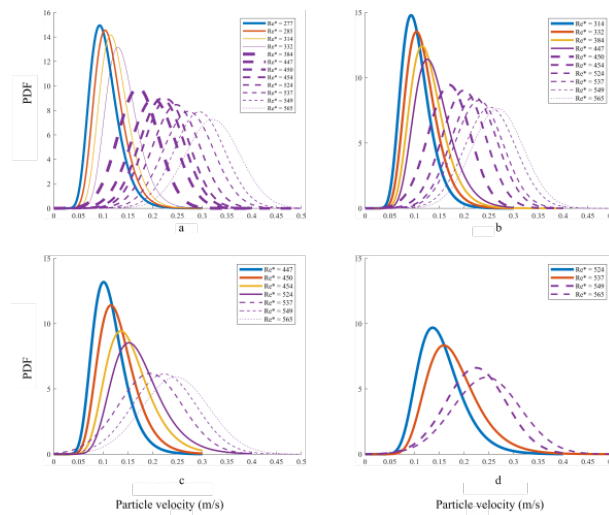 PDF
16
14
12
10
8
6
4
2
0
0 0.05 0.1 0.15 0.2 0.25 0.3 0.35 0.4 0.45 0.5
Re* = 277
Re* = 285
Re* = 314
Re* = 332
Re* = 384
Re* = 447
Re* = 450
Re* = 454
Re* = 524
Re* = 537
Re* = 549
Re* = 565
a
15
10
5
0
0 0.05 0.1 0.15 0.2 0.25 0.3 0.35 0.4 0.45 0.5
Re* = 314
Re* = 332
Re* = 384
Re* = 447
Re* = 450
Re* = 454
Re* = 524
Re* = 537
Re* = 549
Re* = 565
b
PDF
15
10
5
0
0 0.05 0.1 0.15 0.2 0.25 0.3 0.35 0.4 0.45 0.5
Re* = 447
Re* = 450
Re* = 454
Re* = 524
Re* = 537
Re* = 549
Re* = 565
c
Particle velocity (m/s)
15
10
5
0
0 0.05 0.1 0.15 0.2 0.25 0.3 0.35 0.4 0.45 0.5
Re* = 524
Re* = 537
Re* = 549
Re* = 565
d
Particle velocity (m/s)